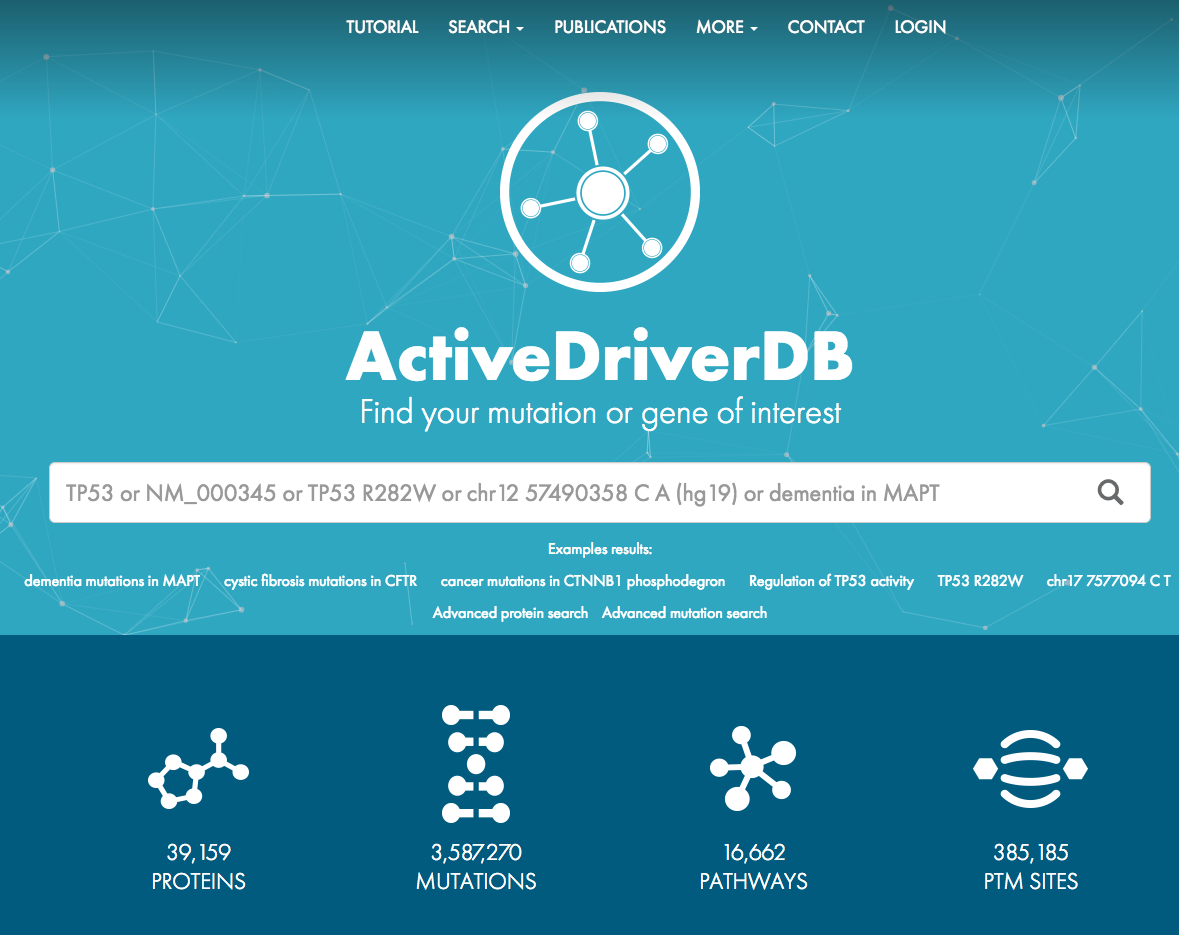 TUTORIAL SEARCH PUBLICATIONS MORE CONTACT LOGIN
ActiveDriverDB
Find your mutation or gene of interest
TP53 or NM_000345 or TP53 R282W or chr12 57490358 C A (hg19) or dementia in MAPT
Examples results:
dementia mutations in MAPT cystic fibrosis mutations in CFTR cancer mutations in CTNNB1 phosphodegron Regulation of TP53 activity TP53 R282W chr17 7577094 C T
Advanced protein search Advanced mutation search
39,159 3,587,270 16,662 385,185
PROTEINS MUTATIONS PATHWAYS PTM SITES